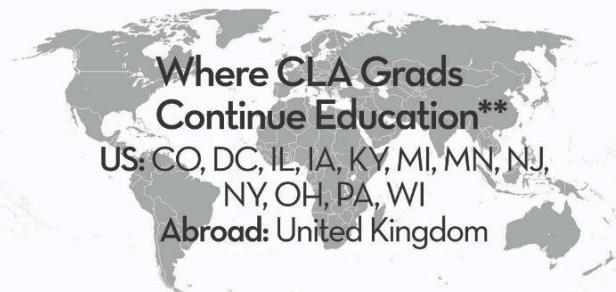 Where CLA Grads
Continue Education**
US: CO, DC, IL, IA, KY, MI, MN, NJ,
NY, OH, PA, WI
Abroad: United Kingdom